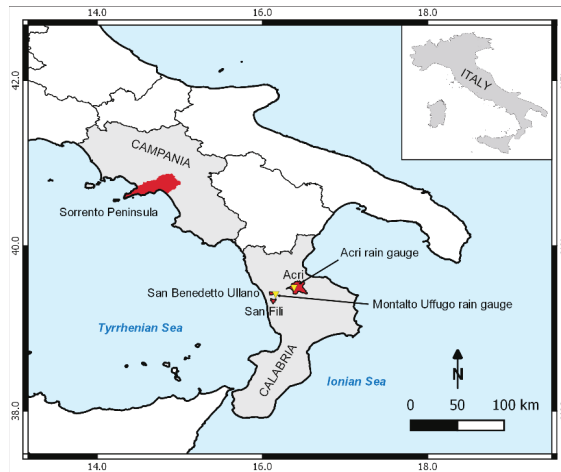 14.0
16.0
18.0
42.0
42.0
ITALY
CAMPANIA
Sorrento Peninsula
40.0
Acri rain gauge
Acri
San Benedetto Ullano
Montalto Uffugo rain gauge
San Fili
Tyrrhenian Sea
CALABRIA
Ionian Sea
N
38.0
0 50 100 km
14.0
16.0
18.0